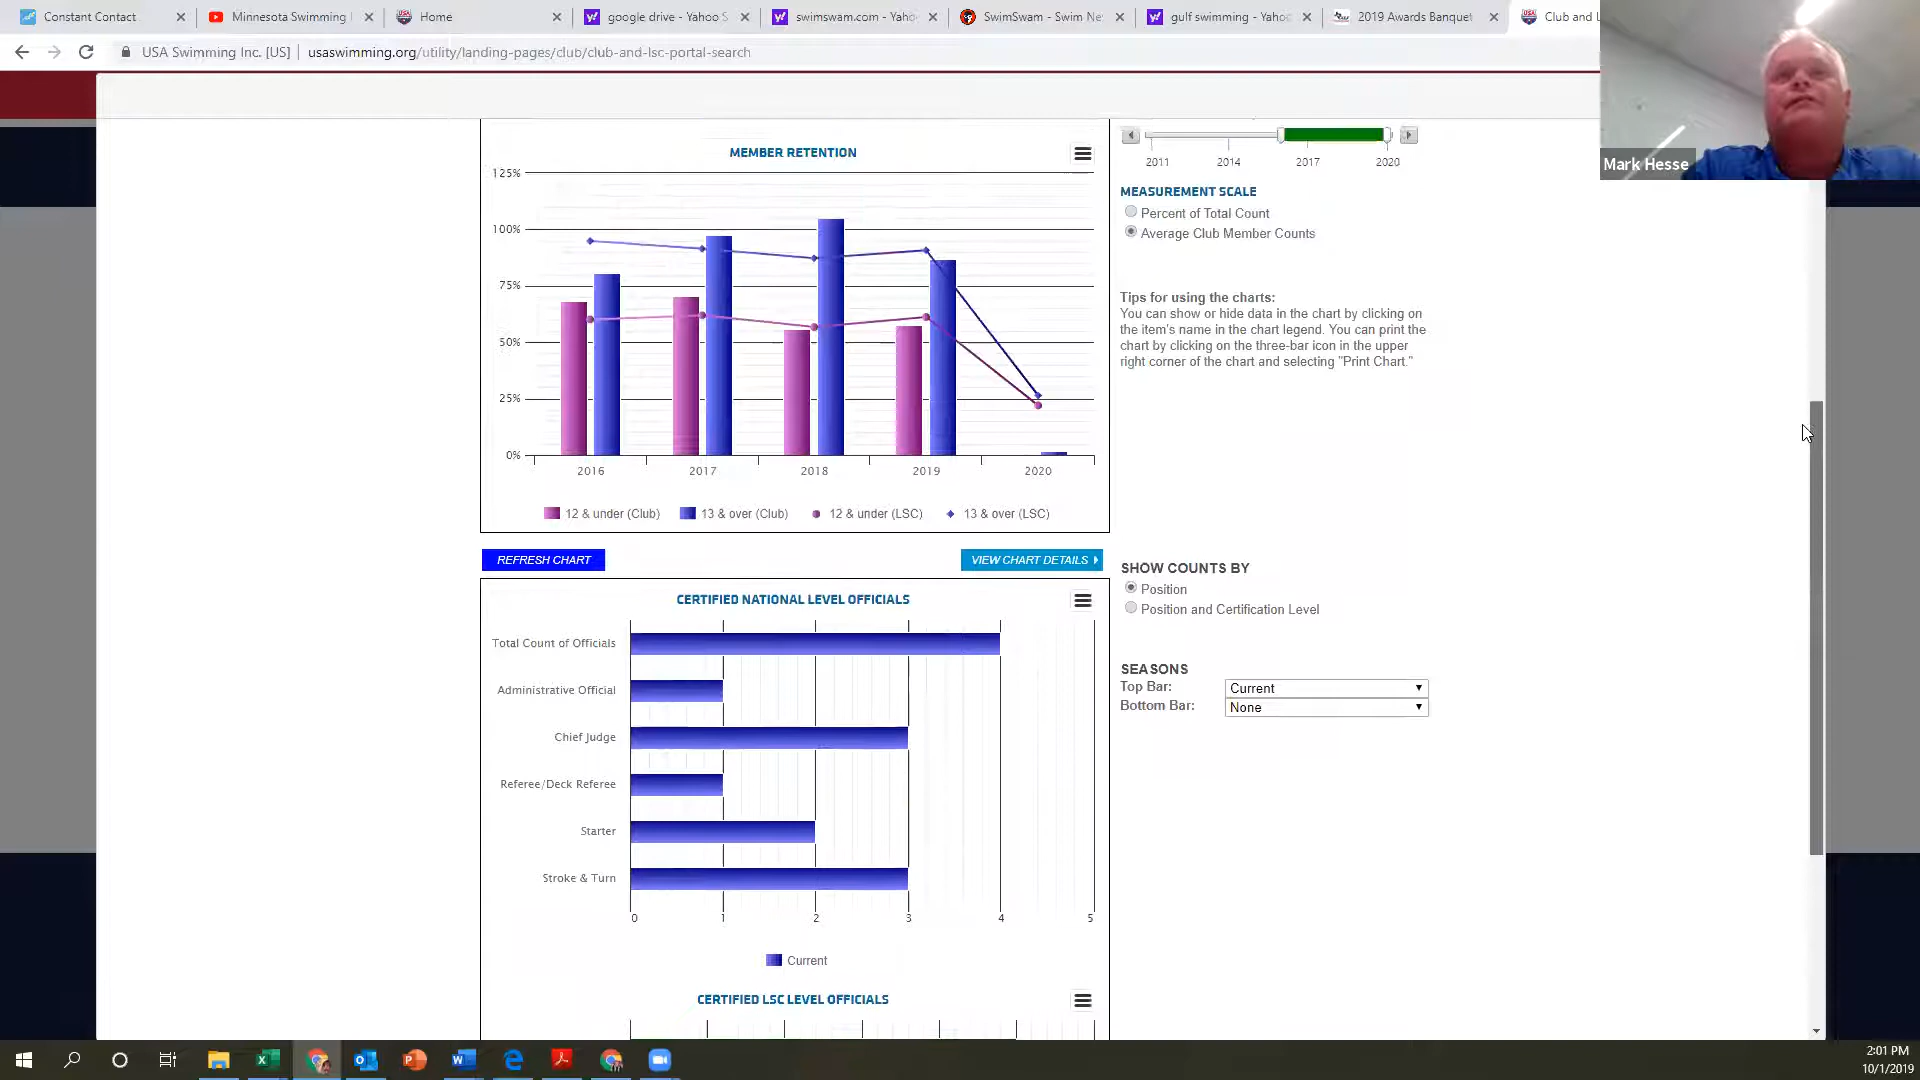 Constant Contact
Minnesota Swimming
Home
google drive - Yahoo S
swimswam.com - Yaho
SwimSwam - Swim Ne
gulf swimming - Yahoo
2019 Awards Banquet
Club and L
USA Swimming Inc. [US] | usaswimming.org/utility/landing-pages/club/club-and-lsc-portal-search
Mark Hesse
MEMBER RETENTION
125%
100%
75%
50%
25%
0%
2016 2017 2018 2019 2020
12 & under (Club) 13 & over (Club) 12 & under (LSC) 13 & over (LSC)
2011 2014 2017 2020
MEASUREMENT SCALE
Percent of Total Count
Average Club Member Counts
Tips for using the charts:
You can show or hide data in the chart by clicking on
the item's name in the chart legend. You can print the
chart by clicking on the three-bar icon in the upper
right corner of the chart and selecting "Print Chart."
REFRESH CHART
VIEW CHART DETAILS
CERTIFIED NATIONAL LEVEL OFFICIALS
Total Count of Officials
Administrative Official
Chief Judge
Referee/Deck Referee
Starter
Stroke & Turn
0 1 2 3 4 5
Current
SHOW COUNTS BY
Position
Position and Certification Level
SEASONS
Top Bar: Current
Bottom Bar: None
CERTIFIED LSC LEVEL OFFICIALS
2:01 PM
10/1/2019